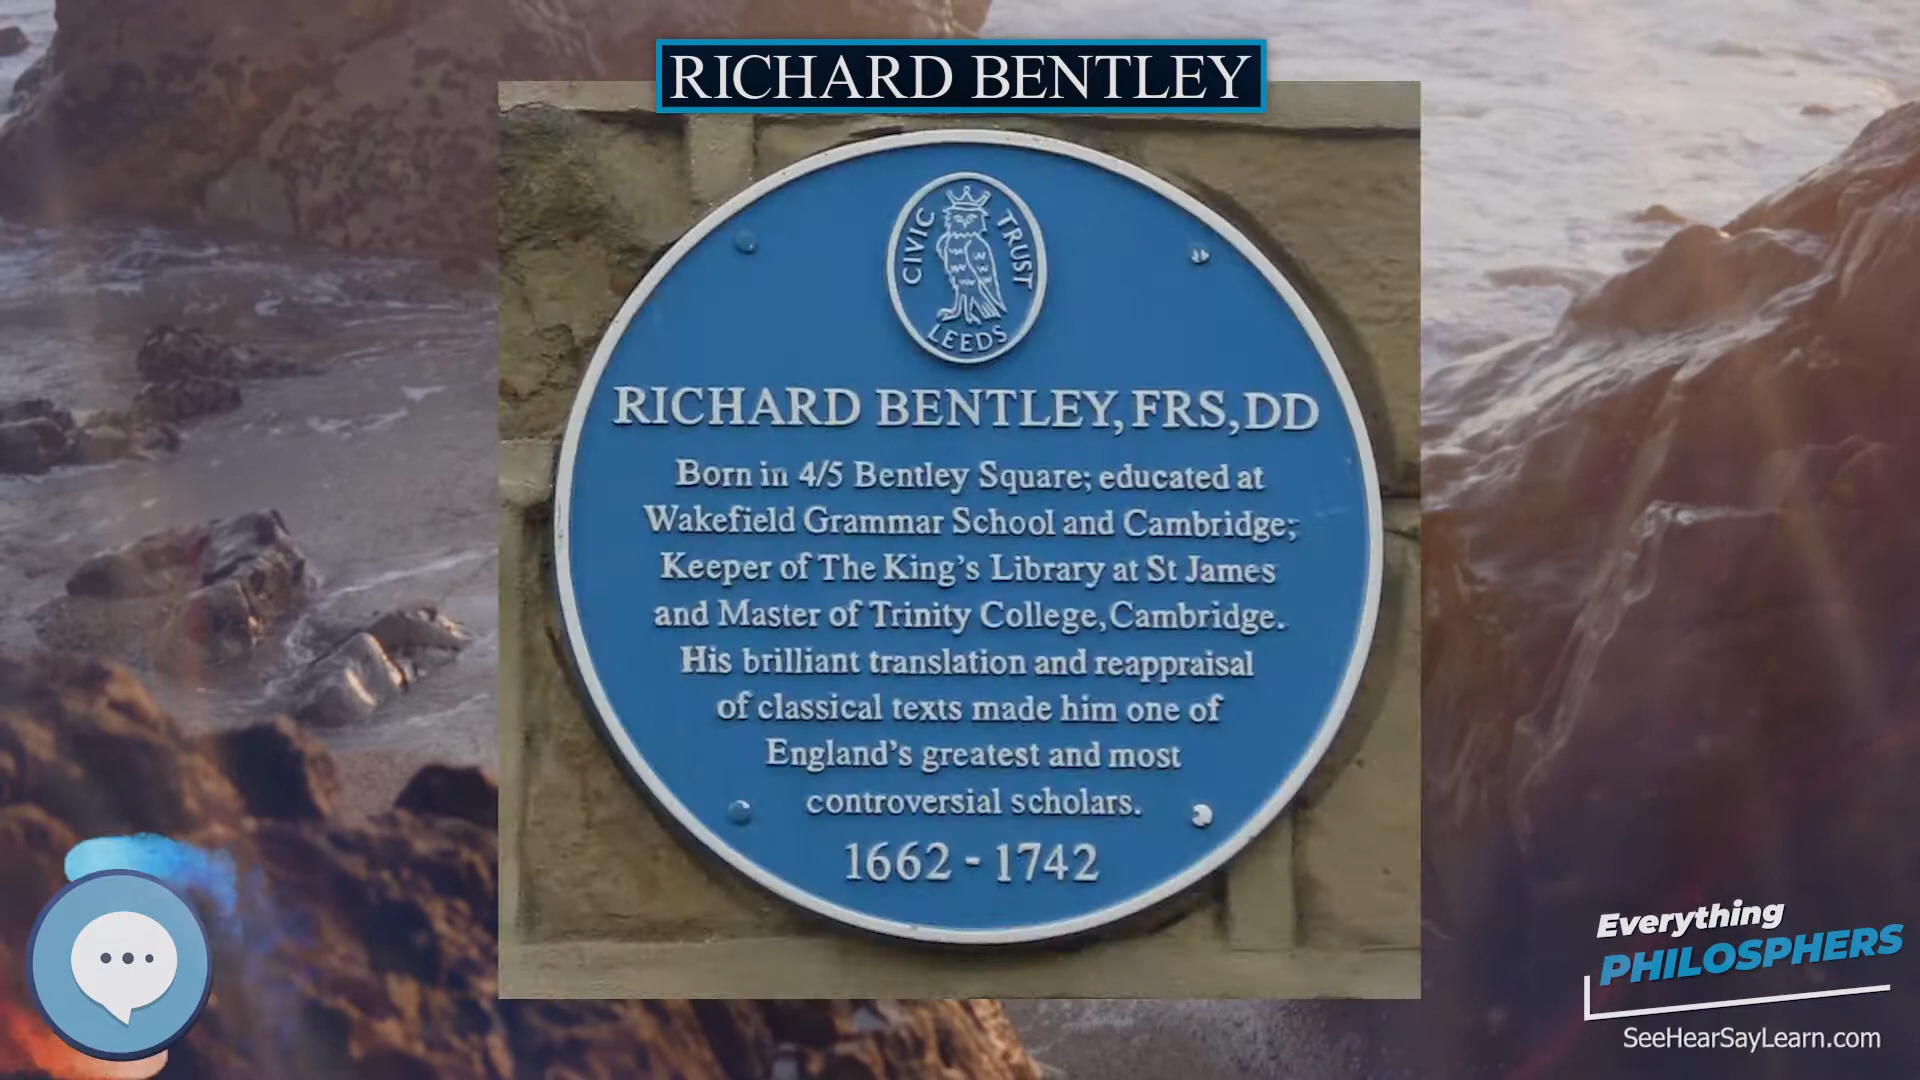 RICHARD BENTLEY
CIVIC TRUST
LEEDS
RICHARD BENTLEY, FRS, DD
Born in 4/5 Bentley Square; educated at
Wakefield Grammar School and Cambridge;
Keeper of The King's Library at St James
and Master of Trinity College, Cambridge.
His brilliant translation and reappraisal
of classical texts made him one of
England's greatest and most
controversial scholars.
1662 - 1742
Everything
PHILOSPHERS
SeeHearSayLearn.com